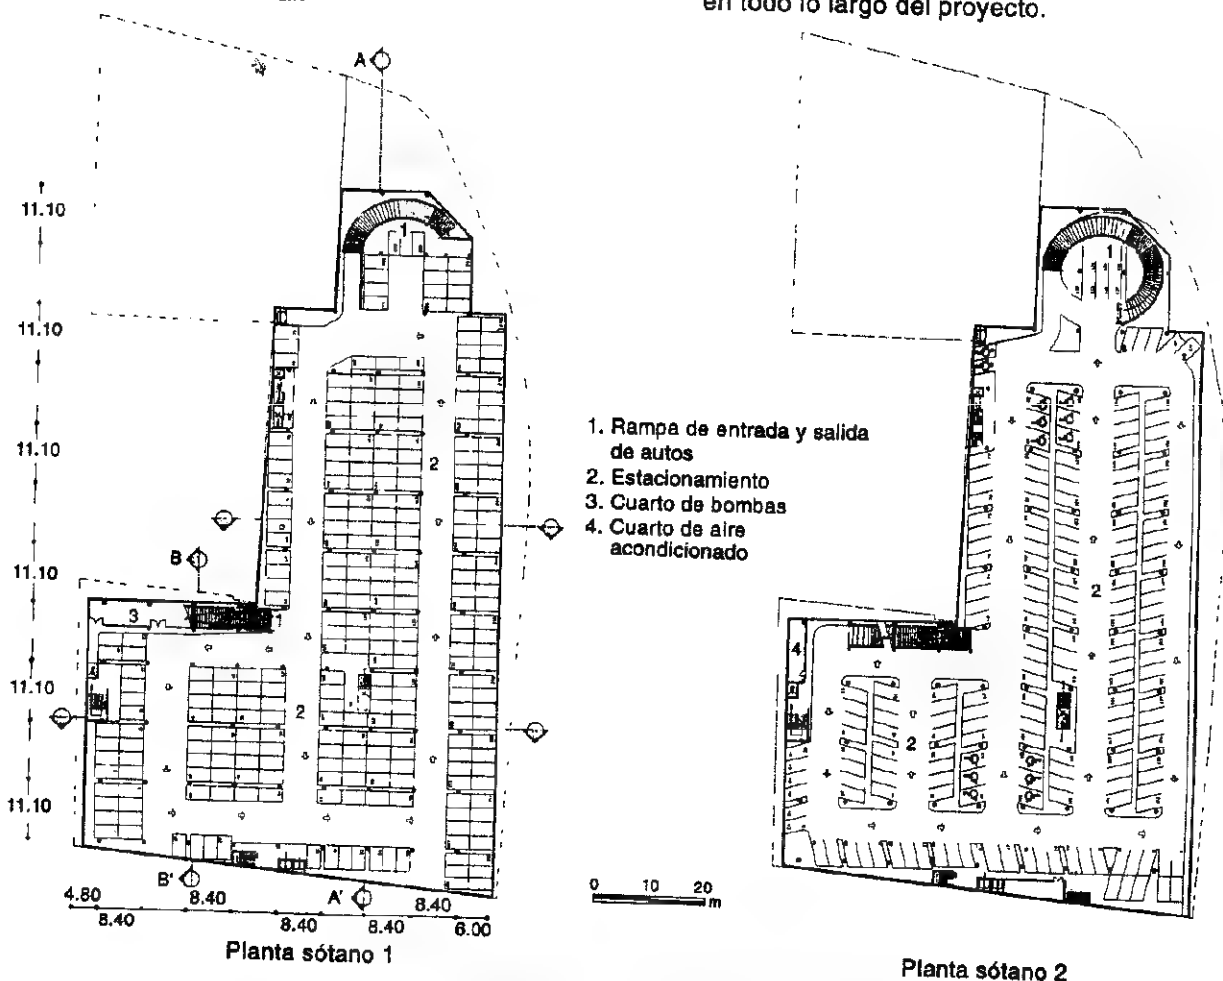 en todo lo largo del proyecto.
A
11.10
11.10
11.10
11.10
11.10
11.10
B
1
2
3
1
2
B'
A'
4.80
8.40
8.40
8.40
8.40
8.40
6.00
Planta sótano 1
1. Rampa de entrada y salida
de autos
2. Estacionamiento
3. Cuarto de bombas
4. Cuarto de aire
acondicionado
0 10 20
m
1
2
4
2
Planta sótano 2